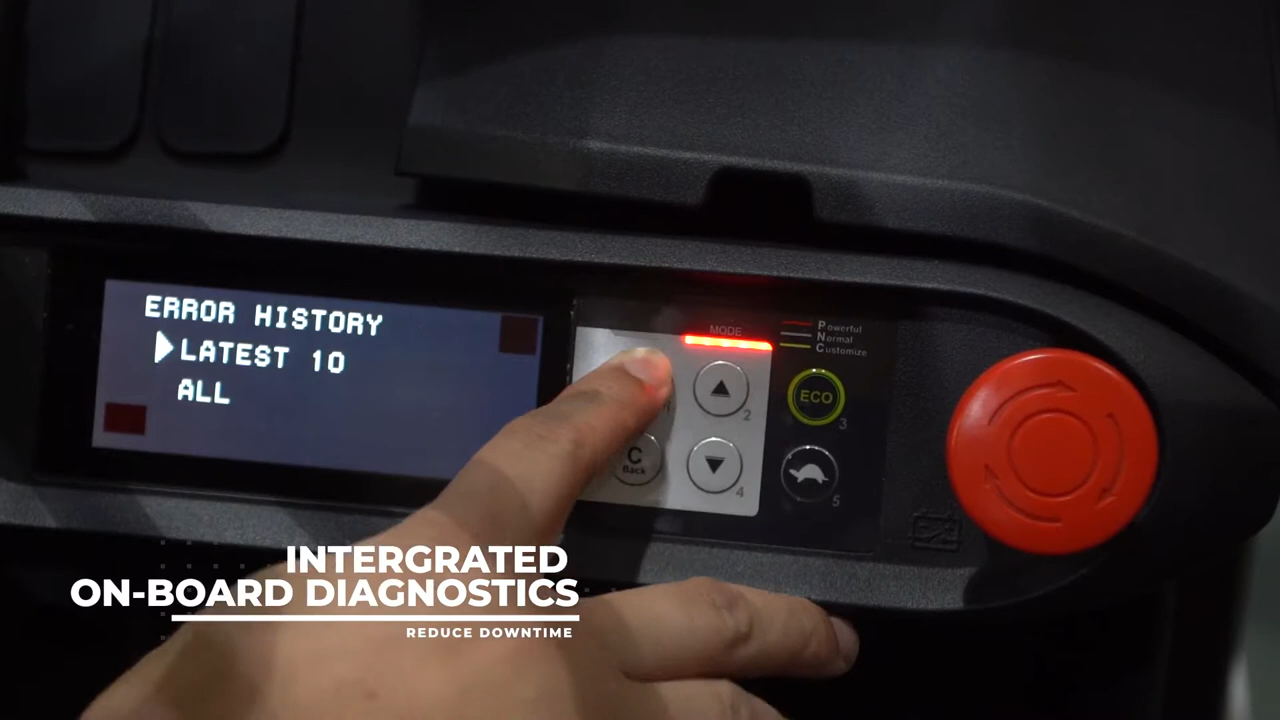 ERROR HISTORY
LATEST 10
ALL
MODE
Powerful
Normal
Customize
2
ECO
3
C
Back
4
5
INTERGRATED
ON-BOARD DIAGNOSTICS
REDUCE DOWNTIME